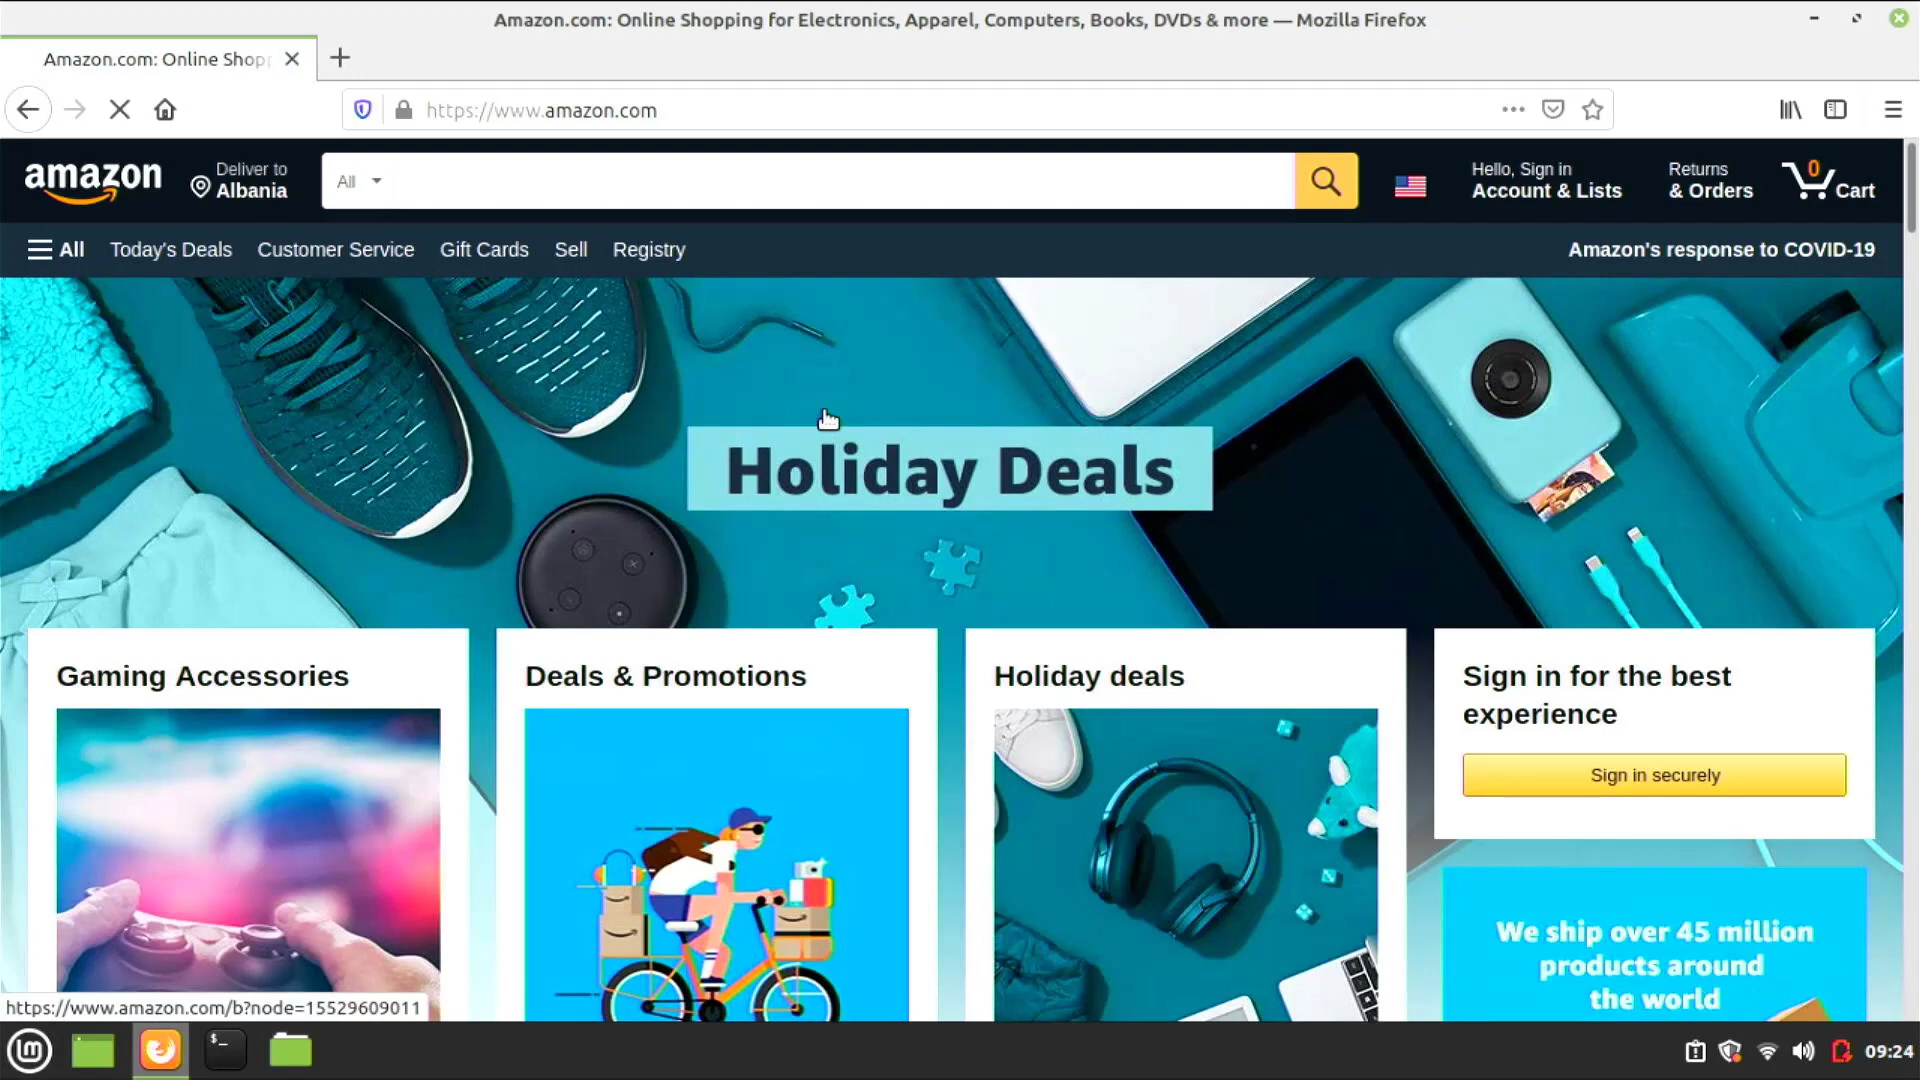 Amazon.com: Online Shopping for Electronics, Apparel, Computers, Books, DVDs & more — Mozilla Firefox
Amazon.com: Online Shop
https://www.amazon.com
amazon
Deliver to
Albania
All
Hello, Sign in
Account & Lists
Returns
& Orders
0
Cart
All Today's Deals Customer Service Gift Cards Sell Registry
Amazon's response to COVID-19
Holiday Deals
Gaming Accessories
Deals & Promotions
Holiday deals
Sign in for the best
experience
Sign in securely
We ship over 45 million
products around
the world
https://www.amazon.com/b?node=15529609011
lm
$_
09:24